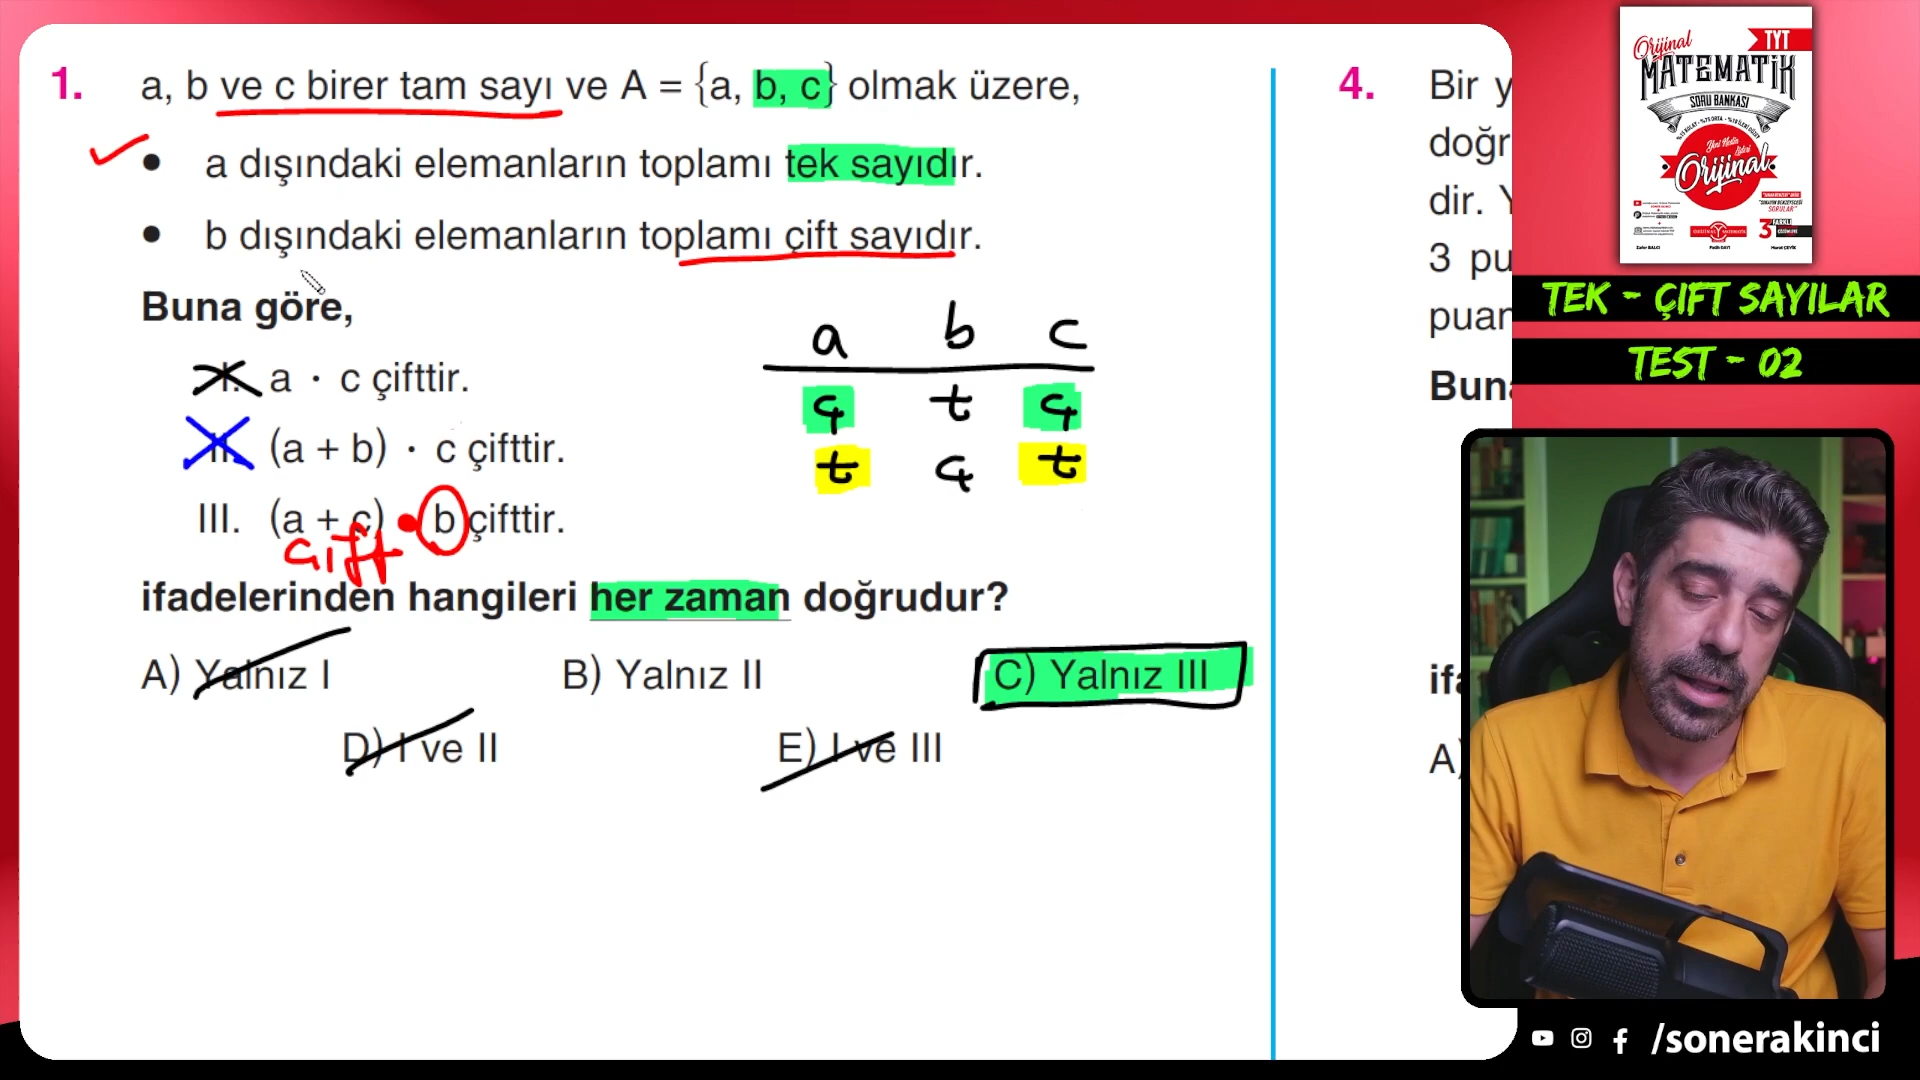 1. a, b ve c birer tam sayı ve A = {a, b, c} olmak üzere,
• a dışındaki elemanların toplamı tek sayıdır.
• b dışındaki elemanların toplamı çift sayıdır.
Buna göre,
I. a · c çifttir.
II. (a + b) · c çifttir.
III. (a + c) · b çifttir.
çift
ifadelerinden hangileri her zaman doğrudur?
A) Yalnız I B) Yalnız II C) Yalnız III
D) I ve II E) I ve III
a b c
ç t ç
t ç t
4. Bir y
doğr
dir. Y
3 pu
puan
Buna
ifa
A)
Orijinal
TYT
MATEMATİK
SORU BANKASI
Orijinal
TEK - ÇİFT SAYILAR
TEST - 02
/sonerakinci